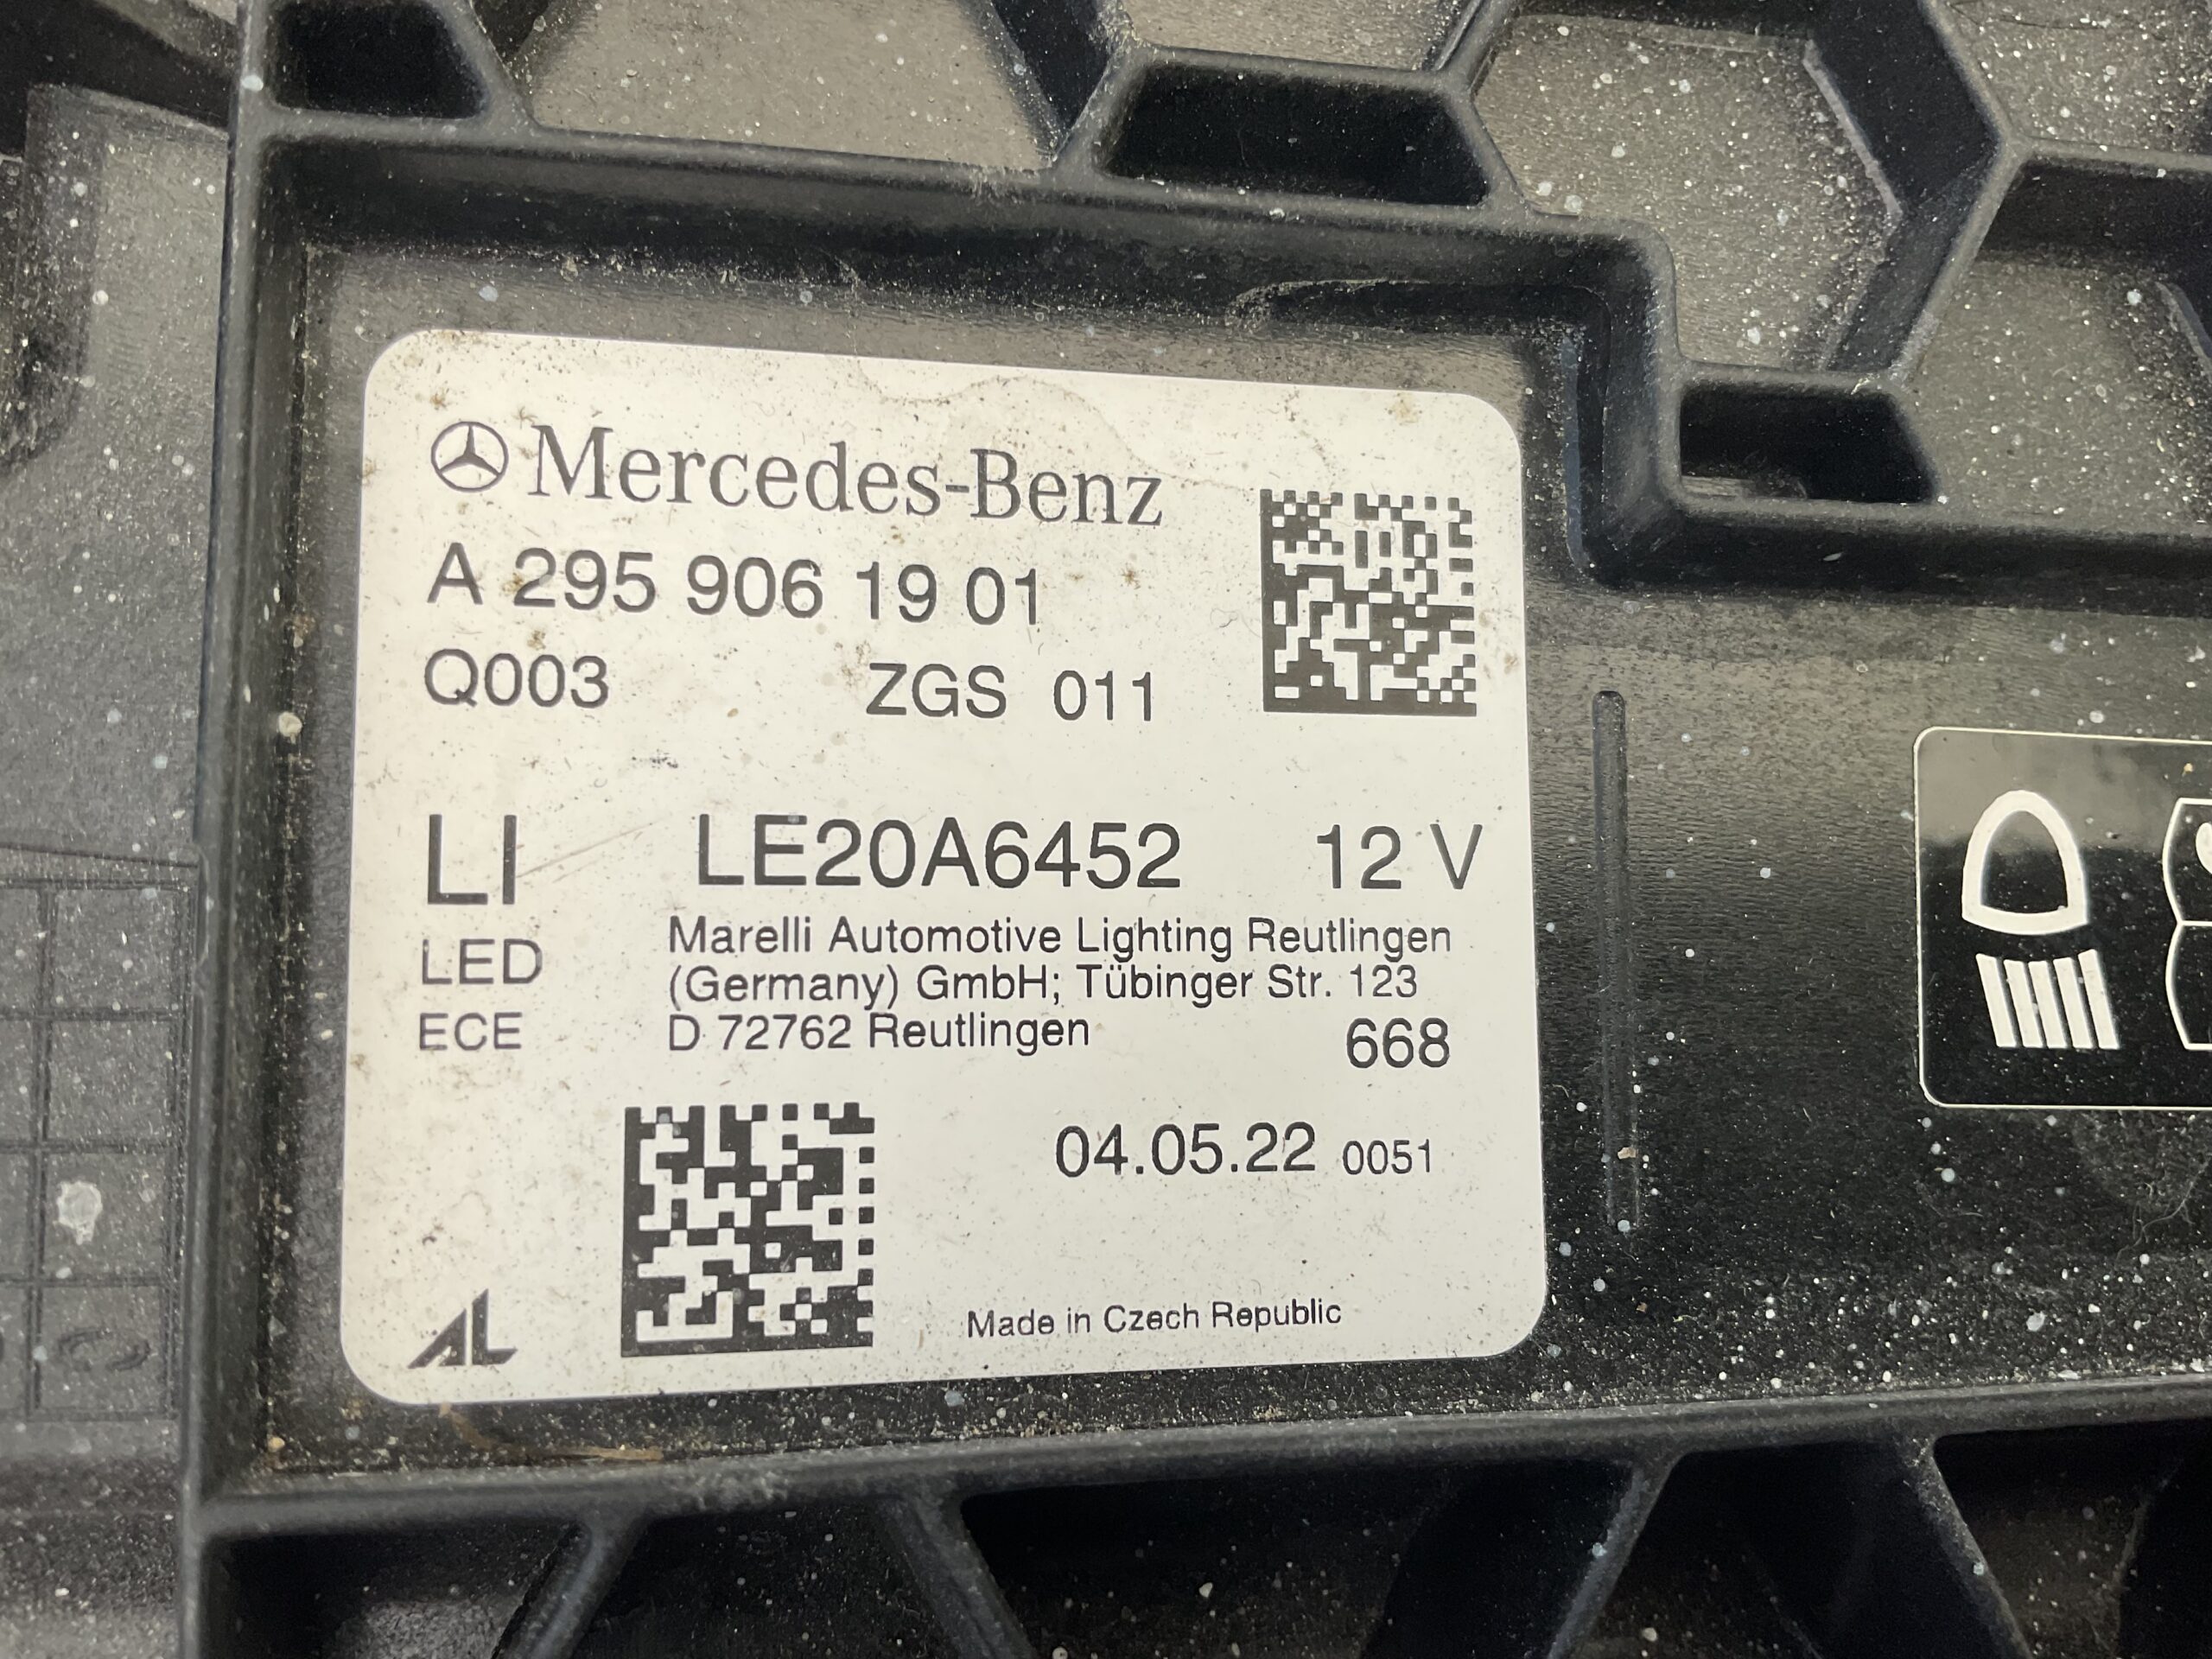 Mercedes-Benz
A 295 906 19 01
Q003 ZGS 011
LI LE20A6452 12 V
LED
ECE
Marelli Automotive Lighting Reutlingen
(Germany) GmbH; Tübinger Str. 123
D 72762 Reutlingen
668
04.05.22 0051
AL
Made in Czech Republic